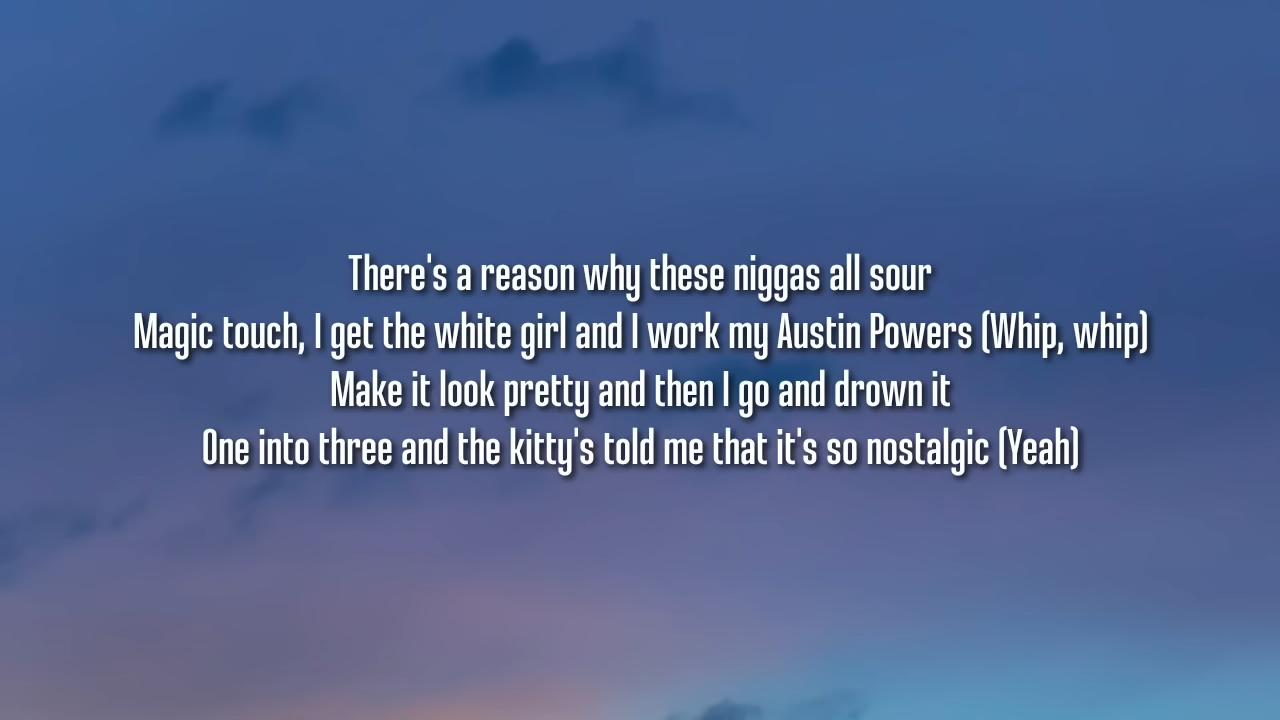 There's a reason why these niggas all sour
Magic touch, I get the white girl and I work my Austin Powers (Whip, whip)
Make it look pretty and then I go and drown it
One into three and the kitty's told me that it's so nostalgic (Yeah)